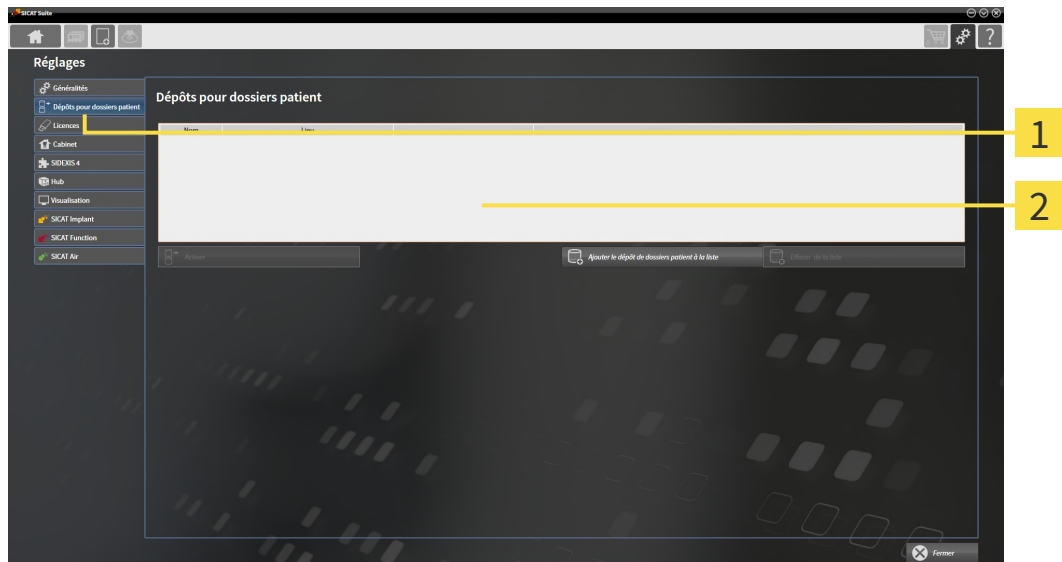 SICAT Suite
?
Réglages
Généralités
Dépôts pour dossiers patient
Licences
Cabinet
SIDEXIS 4
Hub
Visualisation
SICAT Implant
SICAT Function
SICAT Air
Dépôts pour dossiers patient
Nom Lieu
Activer Ajouter le dépôt de dossiers patient à la liste Effacer de la liste
Fermer
1
2